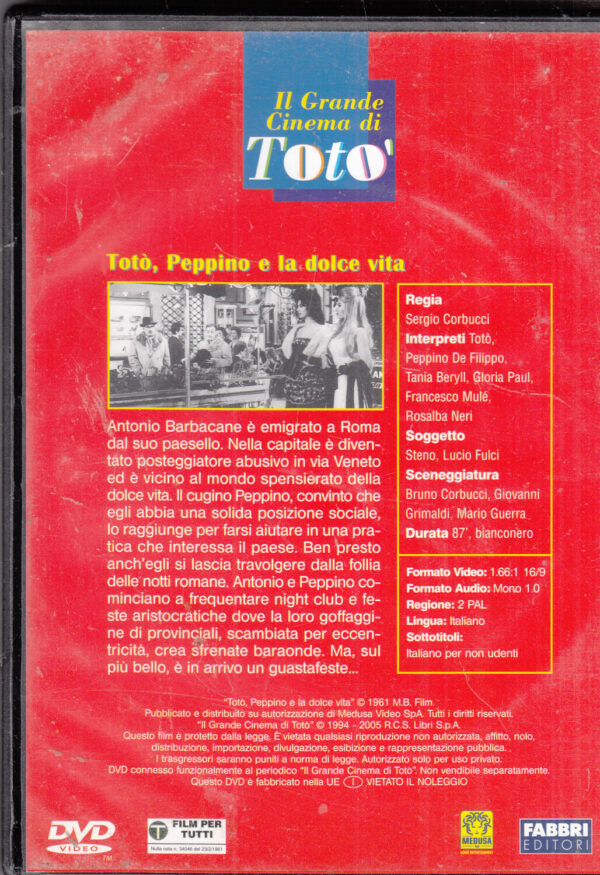 Il Grande
Cinema di
Totò
Totò, Peppino e la dolce vita
Antonio Barbacane è emigrato a Roma
dal suo paesello. Nella capitale è diven-
tato posteggiatore abusivo in via Veneto
ed è vicino al mondo spensierato della
dolce vita. Il cugino Peppino, convinto che
egli abbia una solida posizione sociale,
lo raggiunge per farsi aiutare in una pra-
tica che interessa il paese. Ben presto
anch'egli si lascia travolgere dalla follia
delle notti romane. Antonio e Peppino co-
minciano a frequentare night club e fe-
ste aristocratiche dove la loro goffaggi-
ne di provinciali, scambiata per eccen-
tricità, crea sfrenate baraonde. Ma, sul
più bello, è in arrivo un guastafeste...
Regia
Sergio Corbucci
Interpreti Totò,
Peppino De Filippo,
Tania Beryll, Gloria Paul,
Francesco Mulé,
Rosalba Neri
Soggetto
Steno, Lucio Fulci
Sceneggiatura
Bruno Corbucci, Giovanni
Grimaldi, Mario Guerra
Durata 87', bianconero
Formato Video: 1.66:1 16/9
Formato Audio: Mono 1.0
Regione: 2 PAL
Lingua: Italiano
Sottotitoli:
Italiano per non udenti
"Totò, Peppino e la dolce vita" © 1961 M.B. Film.
Pubblicato e distribuito su autorizzazione di Medusa Video SpA. Tutti i diritti riservati.
"Il Grande Cinema di Totò" © 1994 - 2005 R.C.S. Libri S.p.A.
Questo film è protetto dalla legge. È vietata qualsiasi riproduzione non autorizzata, affitto, nolo,
distribuzione, importazione, divulgazione, esibizione e rappresentazione pubblica.
I trasgressori saranno puniti a norma di legge. Autorizzato solo per uso privato.
DVD connesso funzionalmente al periodico "Il Grande Cinema di Totò". Non vendibile separatamente.
Questo DVD è fabbricato nella UE I VIETATO IL NOLEGGIO
DVD
VIDEO
TM
T
FILM PER
TUTTI
Nulla osta n. 34046 del 23/2/1961
MEDUSA
FABBRI
EDITORI